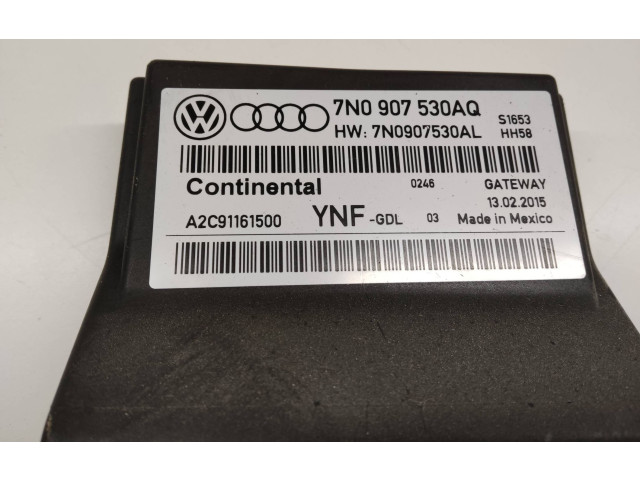 7N0 907 530AQ S1653
HW: 7N0907530AL HH58
Continental 0246 GATEWAY
13.02.2015
A2C91161500 YNF -GDL 03 Made in Mexico